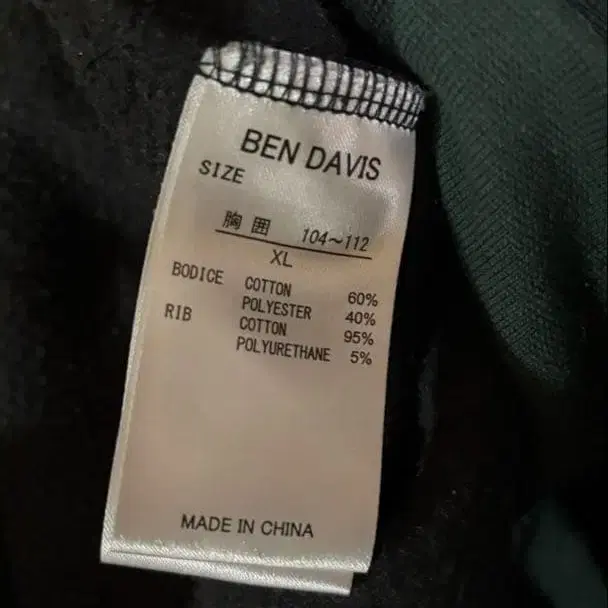 BEN DAVIS
SIZE
胸囲 104~112
XL
BODICE COTTON 60%
POLYESTER 40%
RIB COTTON 95%
POLYURETHANE 5%
MADE IN CHINA